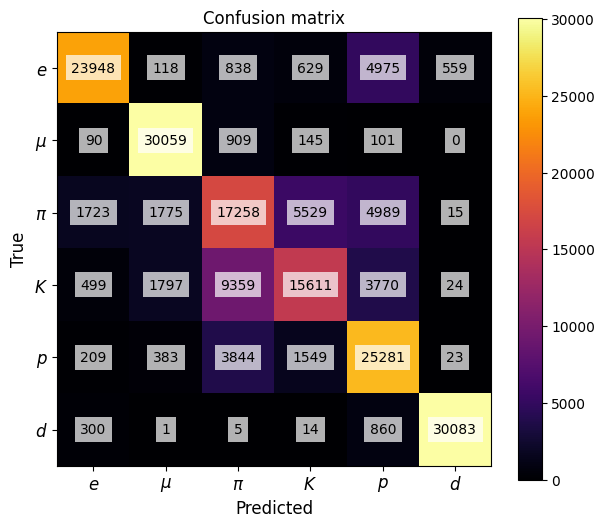 Confusion matrix
True
e 23948 118 838 629 4975 559
μ 90 30059 909 145 101 0
π 1723 1775 17258 5529 4989 15
K 499 1797 9359 15611 3770 24
p 209 383 3844 1549 25281 23
d 300 1 5 14 860 30083
e μ π K p d
Predicted
30000
25000
20000
15000
10000
5000
0